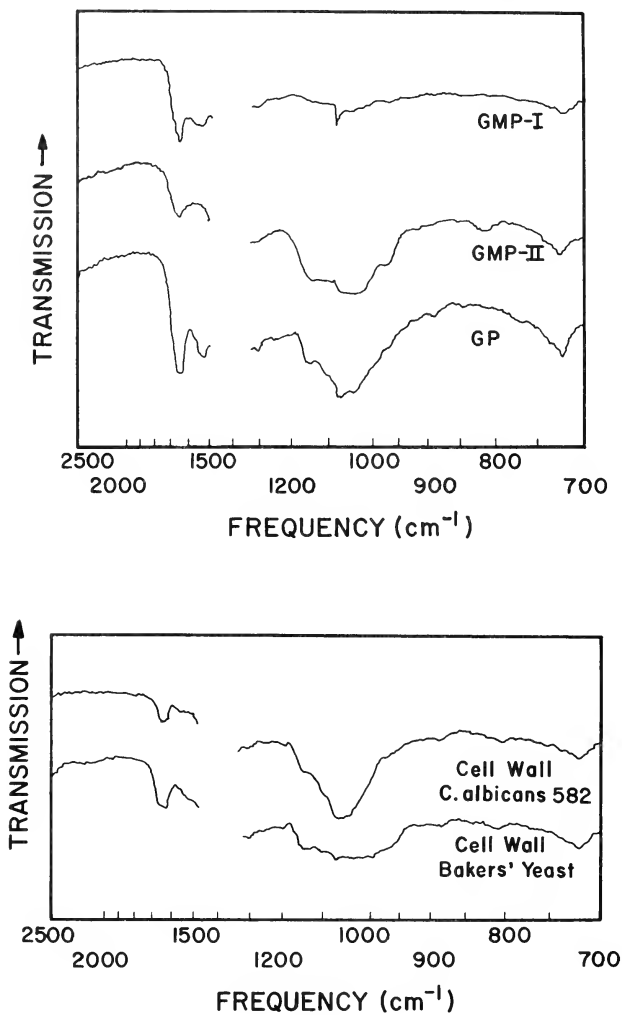 TRANSMISSION
GMP-I
GMP-II
GP
2500 1500 1000 800
2000 1200 900 700
FREQUENCY (cm⁻¹)
TRANSMISSION
Cell Wall
C. albicans 582
Cell Wall
Bakers' Yeast
2500 1500 1000 800
2000 1200 900 700
FREQUENCY (cm⁻¹)